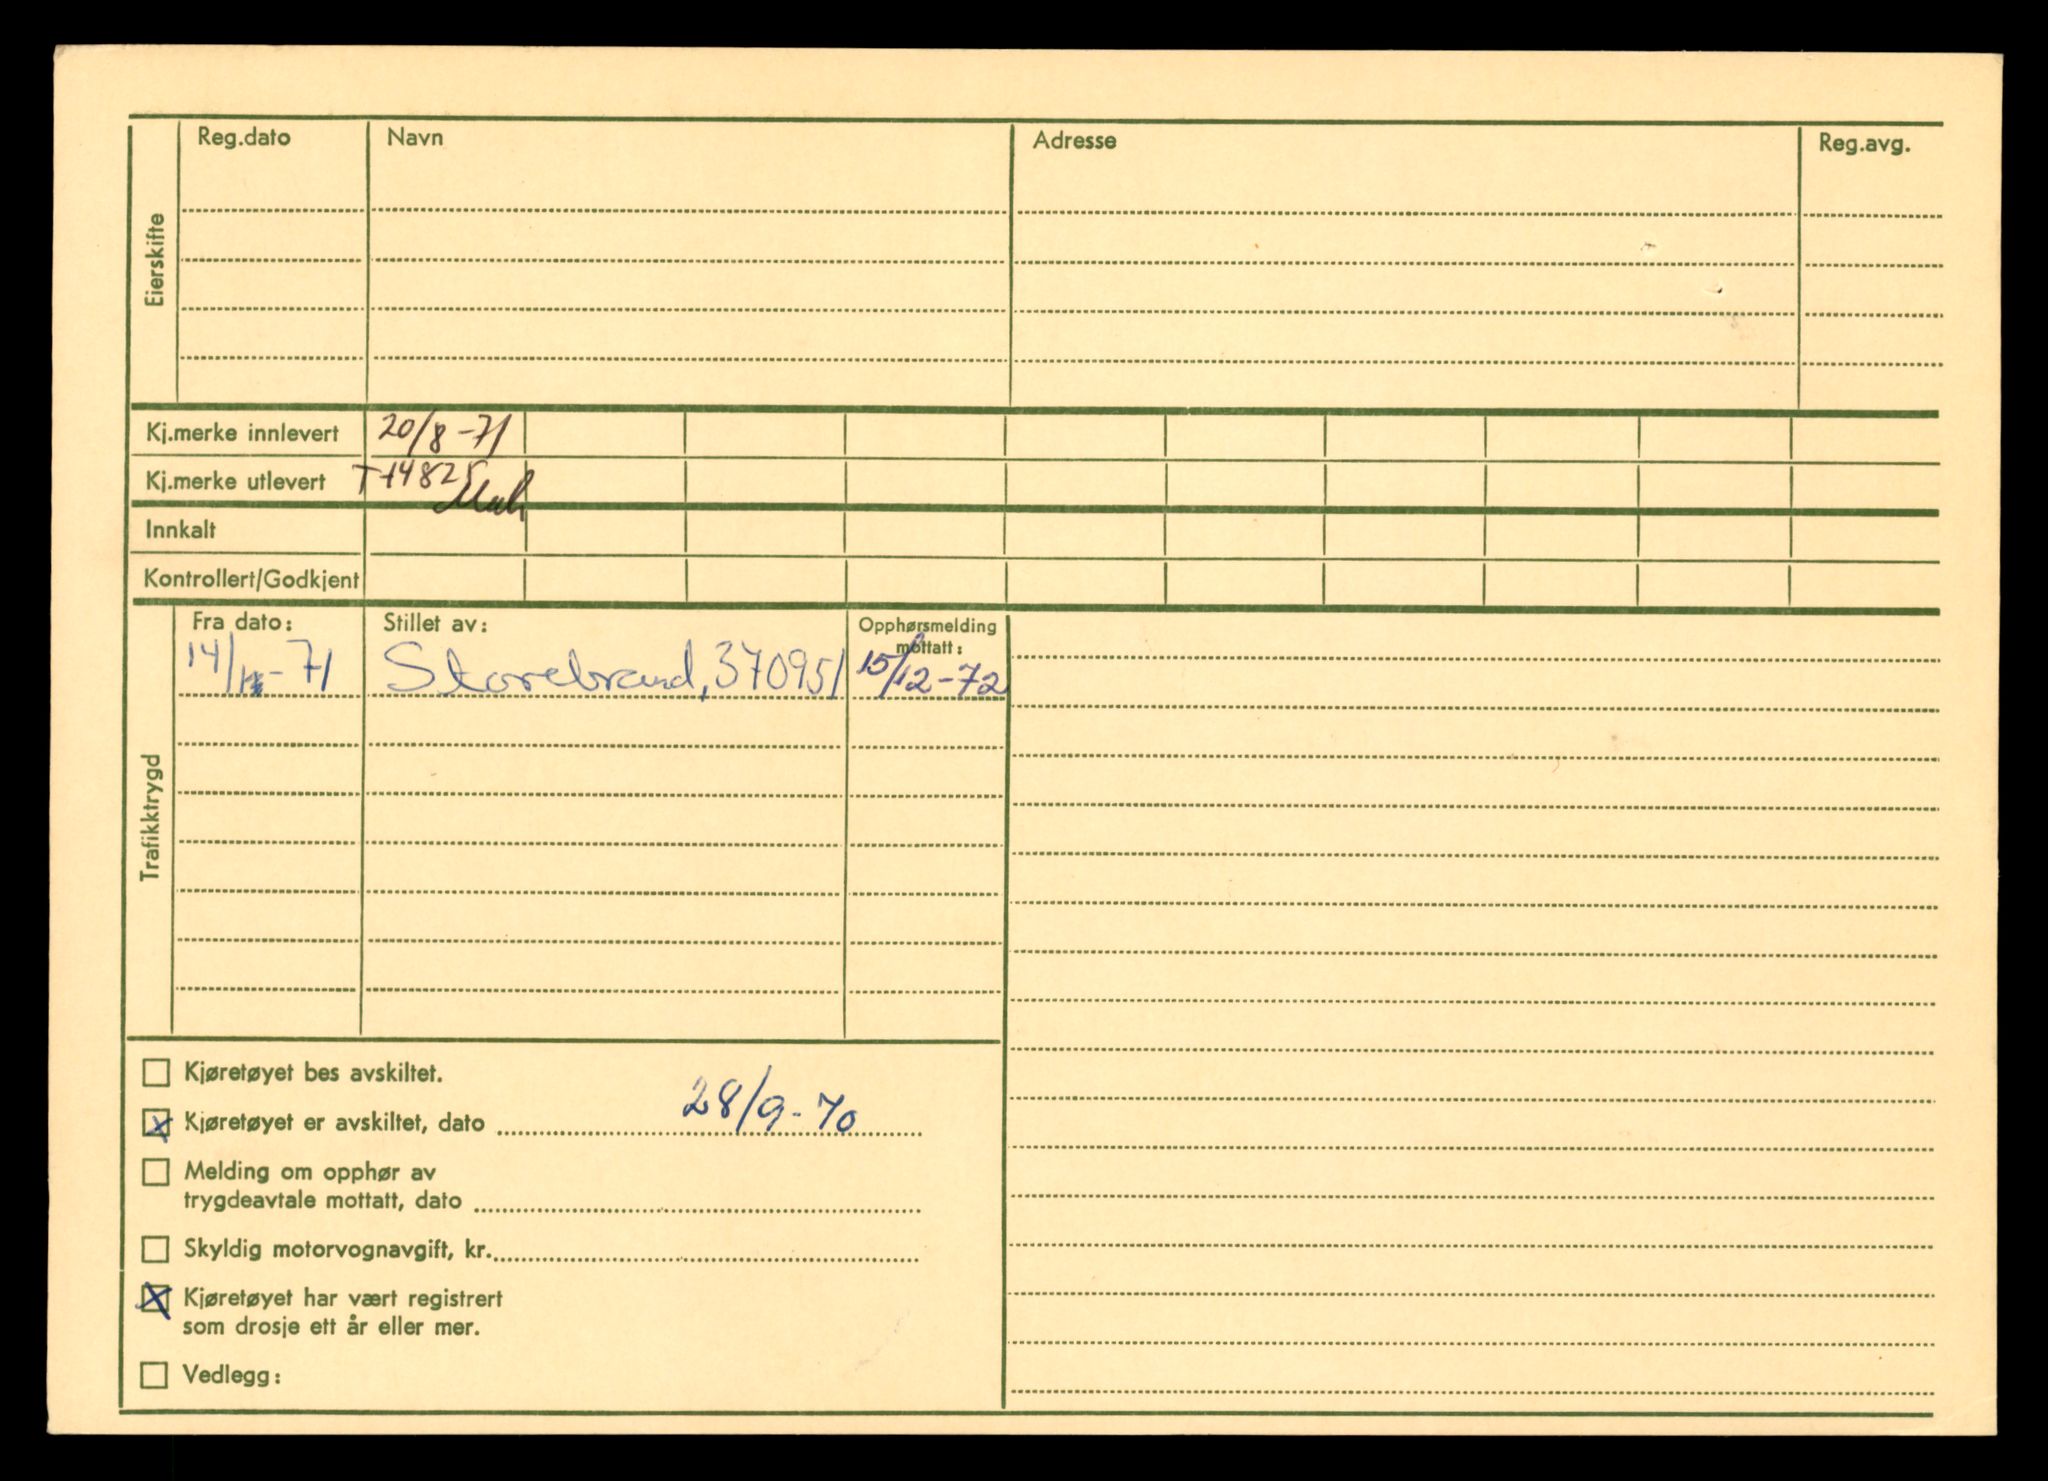 Eierskifte
Reg.dato Navn Adresse Reg.avg.
Kj.merke innlevert 20/8-71
Kj.merke utlevert T-14825
Innkalt
Kontrollert/Godkjent
Trafikktrygd
Fra dato: Stillet av: Opphørsmelding
mottatt:
14/ -71 Storebrand, 370951 15/12-72
Kjøretøyet bes avskiltet.
x Kjøretøyet er avskiltet, dato 28/9-70
Melding om opphør av
trygdeavtale mottatt, dato
Skyldig motorvognavgift, kr.
x Kjøretøyet har vært registrert
som drosje ett år eller mer.
Vedlegg: